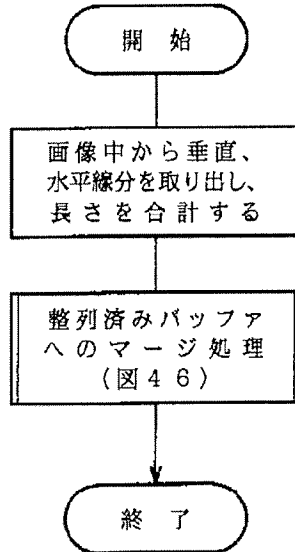 開始
画像中から垂直、
水平線分を取り出し、
長さを合計する
整列済みバッファ
へのマージ処理
(図46)
終了